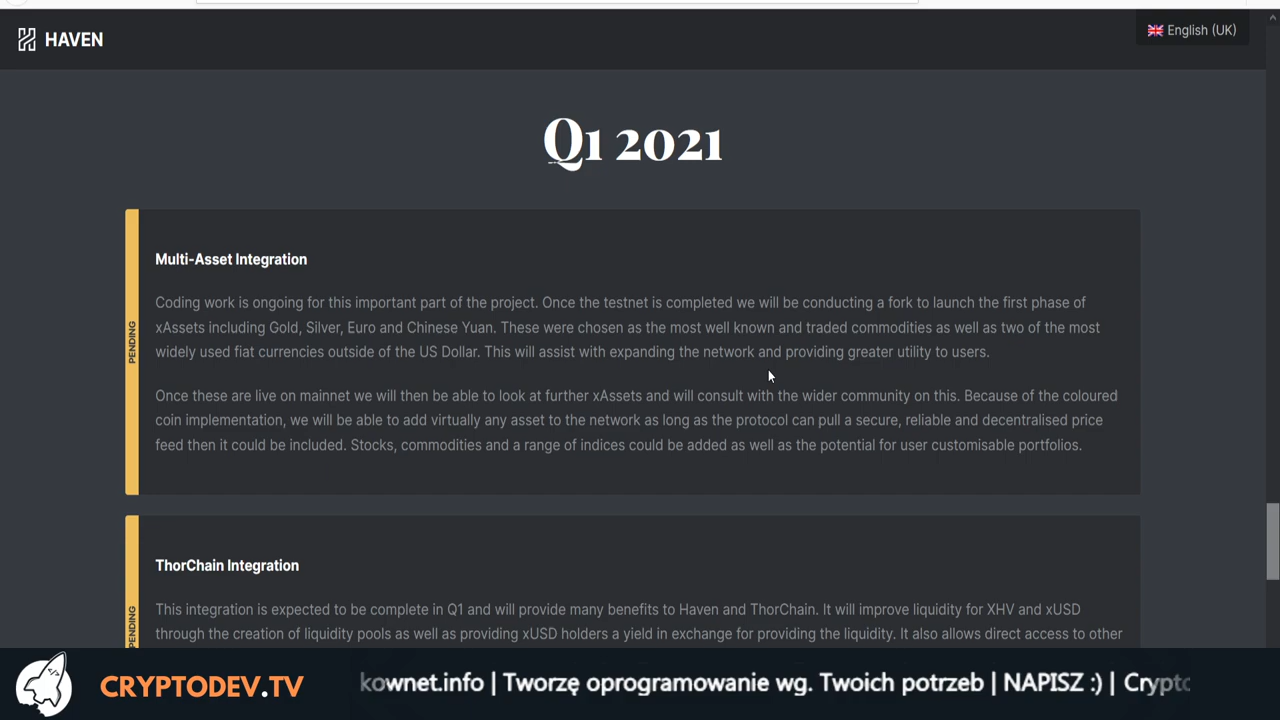 HAVEN
English (UK)
Q1 2021
PENDING
Multi-Asset Integration
Coding work is ongoing for this important part of the project. Once the testnet is completed we will be conducting a fork to launch the first phase of
xAssets including Gold, Silver, Euro and Chinese Yuan. These were chosen as the most well known and traded commodities as well as two of the most
widely used fiat currencies outside of the US Dollar. This will assist with expanding the network and providing greater utility to users.
Once these are live on mainnet we will then be able to look at further xAssets and will consult with the wider community on this. Because of the coloured
coin implementation, we will be able to add virtually any asset to the network as long as the protocol can pull a secure, reliable and decentralised price
feed then it could be included. Stocks, commodities and a range of indices could be added as well as the potential for user customisable portfolios.
PENDING
ThorChain Integration
This integration is expected to be complete in Q1 and will provide many benefits to Haven and ThorChain. It will improve liquidity for XHV and xUSD
through the creation of liquidity pools as well as providing xUSD holders a yield in exchange for providing the liquidity. It also allows direct access to other
CRYPTODEV.TV
kownet.info | Tworzę oprogramowanie wg. Twoich potrzeb | NAPISZ :) | Crypto